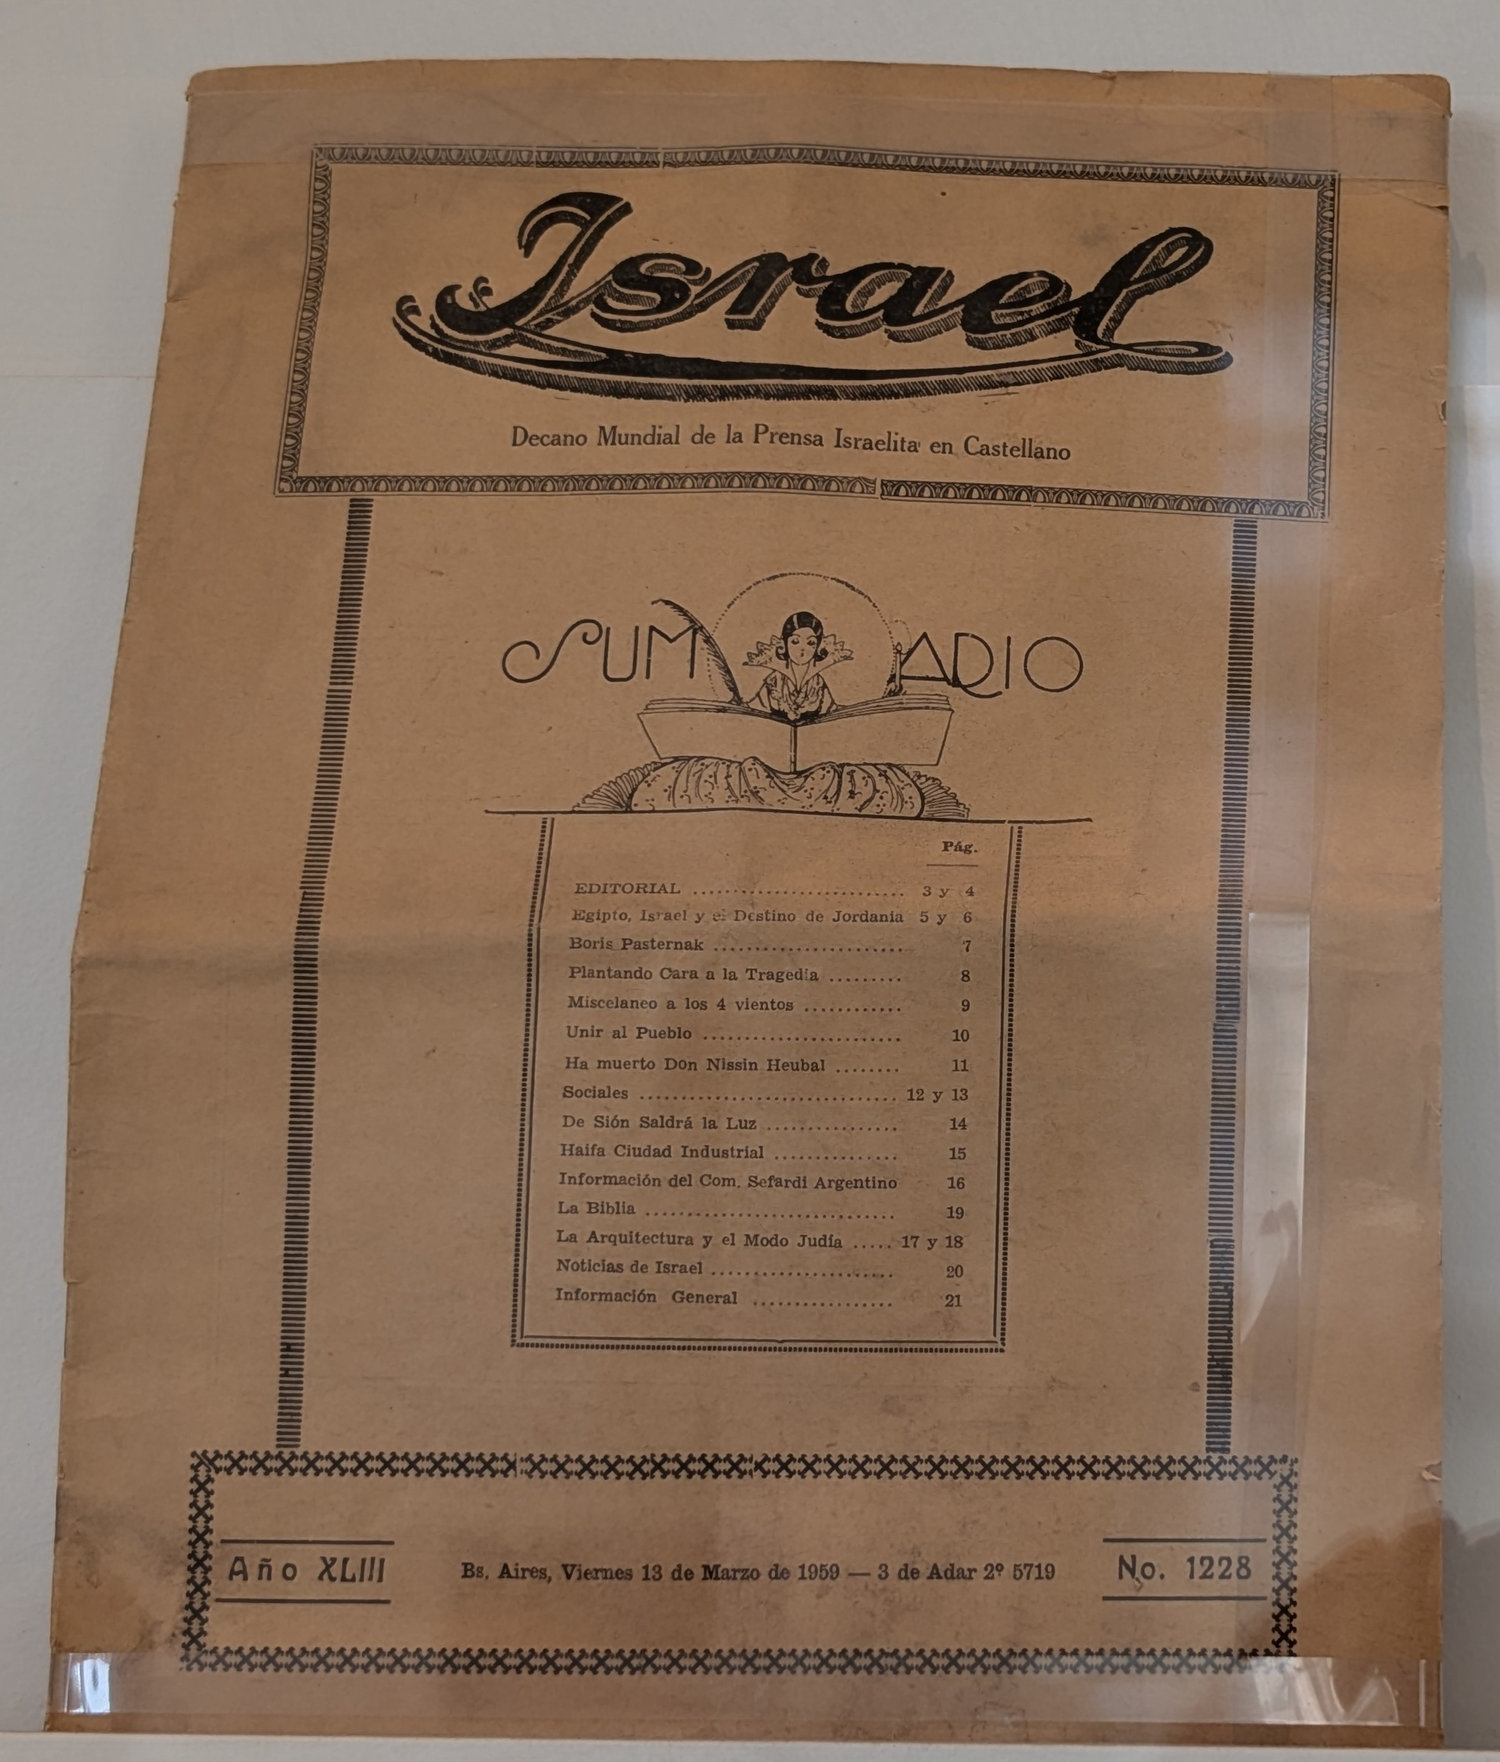 Israel
Decano Mundial de la Prensa Israelita en Castellano
SUMARIO
Pág.
EDITORIAL ........................ 3 y 4
Egipto, Israel y el Destino de Jordania 5 y 6
Boris Pasternak ...................... 7
Plantando Cara a la Tragedia ......... 8
Miscelaneo a los 4 vientos ............ 9
Unir al Pueblo ....................... 10
Ha muerto Don Nissin Heubal ........ 11
Sociales .............................. 12 y 13
De Sión Saldrá la Luz ................ 14
Haifa Ciudad Industrial .............. 15
Información del Com. Sefardi Argentino 16
La Biblia ............................. 19
La Arquitectura y el Modo Judía ..... 17 y 18
Noticias de Israel ..................... 20
Información General ................. 21
Año XLIII
Bs. Aires, Viernes 13 de Marzo de 1959 — 3 de Adar 2º 5719
No. 1228